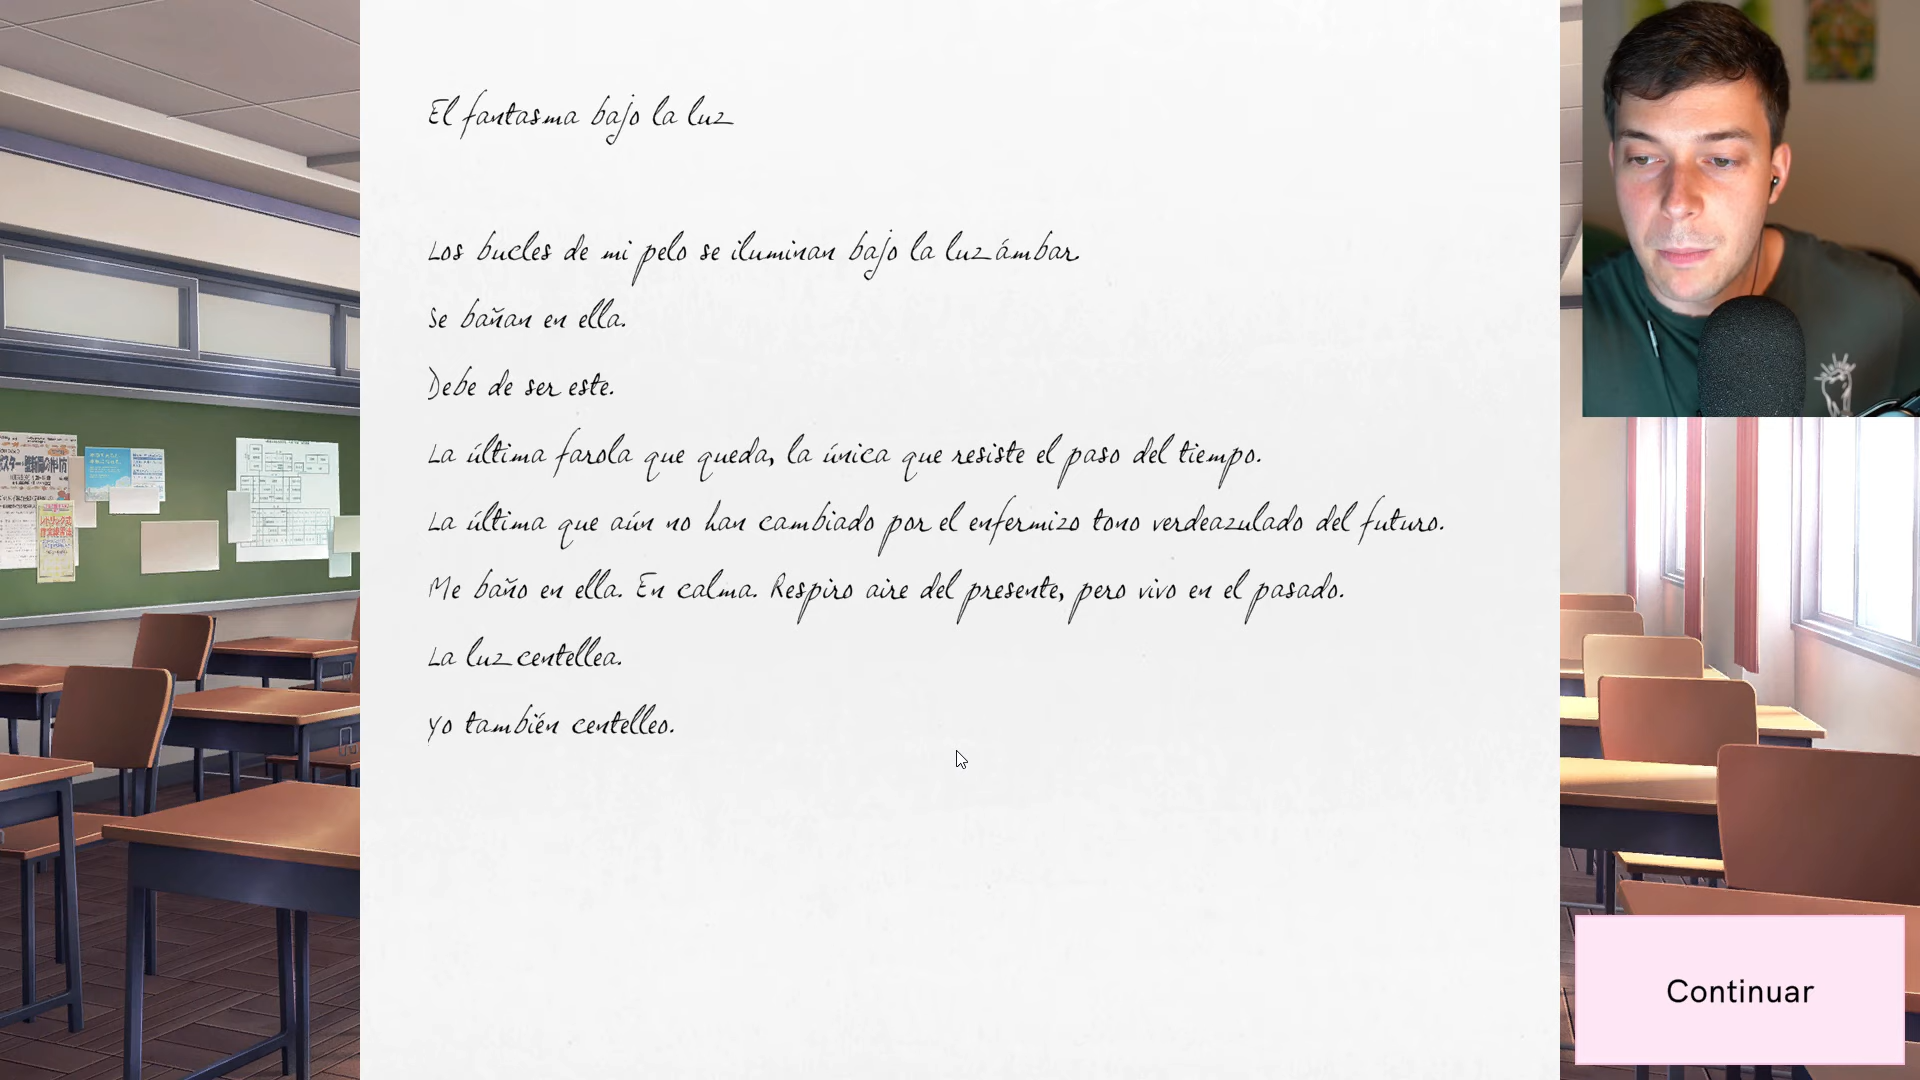 El fantasma bajo la luz
Los bucles de mi pelo se iluminan bajo la luz ámbar.
Se bañan en ella.
Debe de ser este.
La última farola que queda, la única que resiste el paso del tiempo.
La última que aún no han cambiado por el enfermizo tono verdeazulado del futuro.
Me baño en ella. En calma. Respiro aire del presente, pero vivo en el pasado.
La luz centellea.
Yo también centelleo.
Continuar